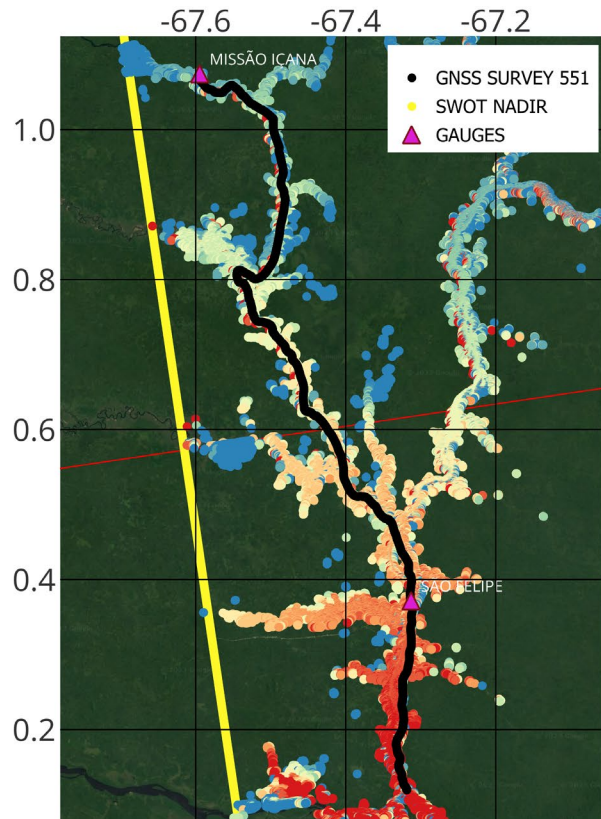 -67.6 -67.4 -67.2
MISSÃO IÇANA
GNSS SURVEY 551
SWOT NADIR
GAUGES
1.0
0.8
0.6
0.4
SÃO FELIPE
0.2